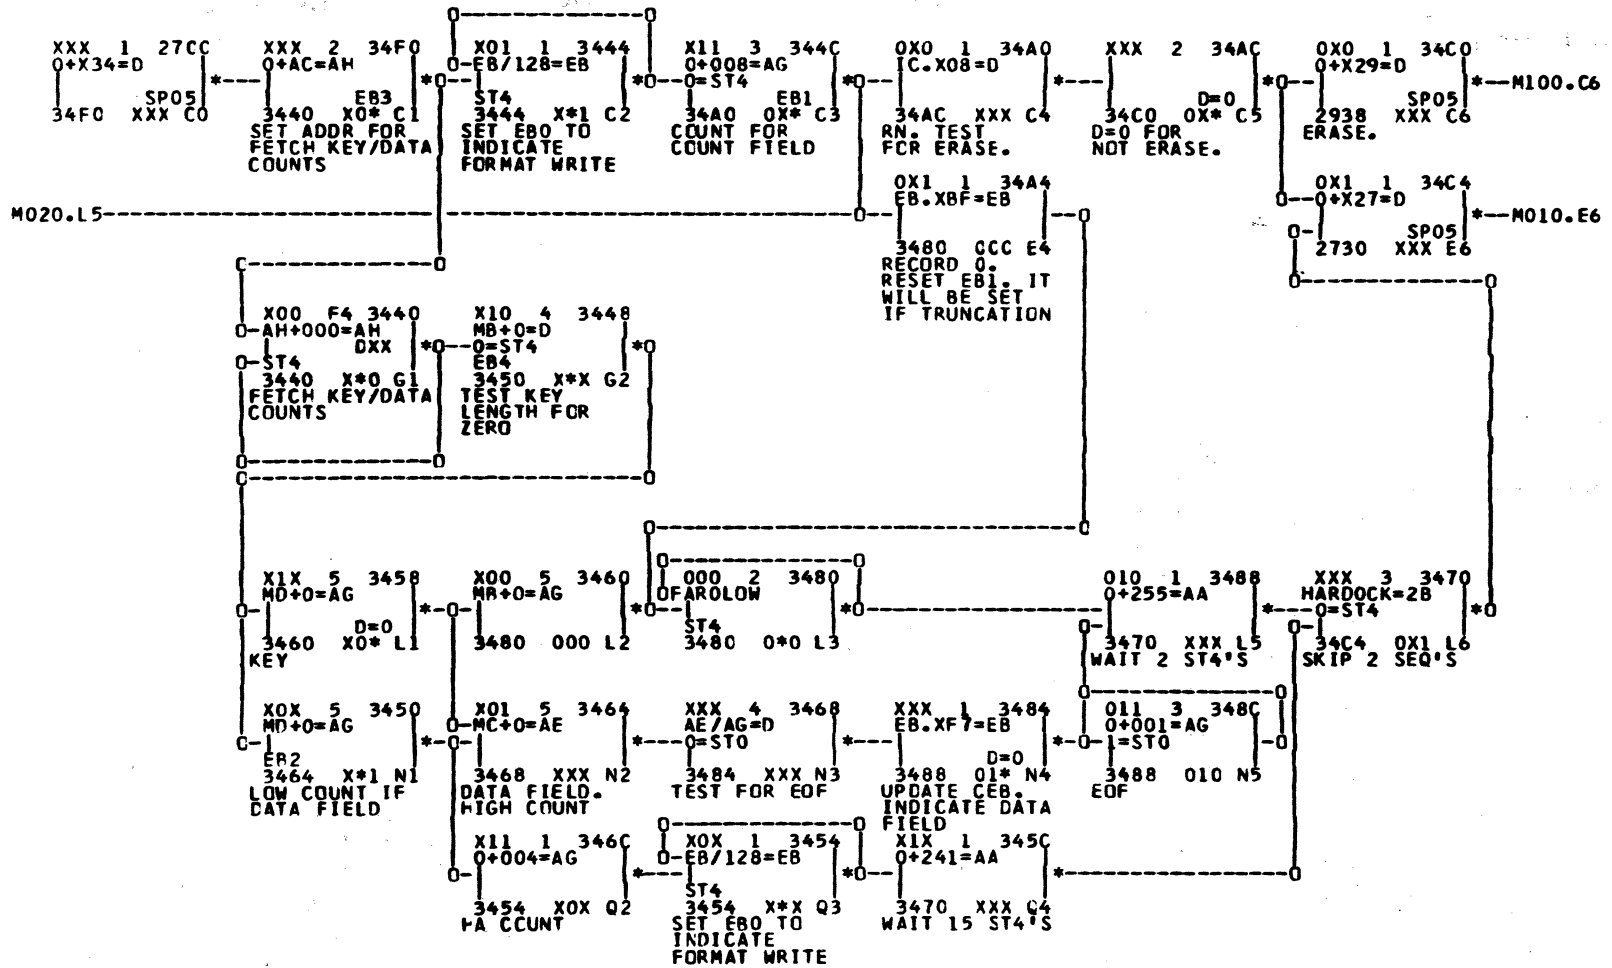 XXX 1 27CC
0+X34=D
SP05
34F0 XXX C0
XXX 2 34F0
0+AC=AH
EB3
3440 X0* C1
SET ADDR FOR
FETCH KEY/DATA
COUNTS
X01 1 3444
EB/128=EB
ST4
3444 X*1 C2
SET EB0 TO
INDICATE
FORMAT WRITE
X11 3 344C
0+008=AG
0=ST4
EB1
34A0 0X* C3
COUNT FOR
COUNT FIELD
0X0 1 34A0
IC.X08=D
34AC XXX C4
RN. TEST
FCR ERASE.
XXX 2 34AC
D=0
34C0 0X* C5
D=0 FOR
NOT ERASE.
0X0 1 34C0
0+X29=D
SP05
2938 XXX C6
ERASE.
M100.C6
M020.L5
0X1 1 34A4
EB.XBF=EB
3480 0CC E4
RECORD 0.
RESET EB1. IT
WILL BE SET
IF TRUNCATION
0X1 1 34C4
0+X27=D
SP05
2730 XXX E6
M010.E6
X00 F4 3440
AH+000=AH
DXX
ST4
3440 X*0 G1
FETCH KEY/DATA
COUNTS
X10 4 3448
MB+0=D
0=ST4
EB4
3450 X*X G2
TEST KEY
LENGTH FOR
ZERO
X1X 5 3458
MD+0=AG
D=0
3460 X0* L1
KEY
X00 5 3460
MB+0=AG
3480 000 L2
000 2 3480
DFAROLOW
ST4
3480 0*0 L3
010 1 3488
0+255=AA
3470 XXX L5
WAIT 2 ST4'S
XXX 3 3470
HARDOCK=2B
0=ST4
34C4 0X1 L6
SKIP 2 SEQ'S
X0X 5 3450
MD+0=AG
EB2
3464 X*1 N1
LOW COUNT IF
DATA FIELD
X01 5 3464
MC+0=AE
3468 XXX N2
DATA FIELD.
HIGH COUNT
XXX 4 3468
AE/AG=D
0=ST0
3484 XXX N3
TEST FOR EOF
XXX 1 3484
EB.XF7=EB
D=0
3488 01* N4
UPDATE CEB.
INDICATE DATA
FIELD
011 3 348C
0+001=AG
1=ST0
3488 010 N5
EOF
X11 1 346C
0+004=AG
3454 X0X Q2
HA CCUNT
X0X 1 3454
EB/128=EB
ST4
3454 X*X Q3
SET EB0 TO
INDICATE
FORMAT WRITE
X1X 1 345C
0+241=AA
3470 XXX Q4
WAIT 15 ST4'S